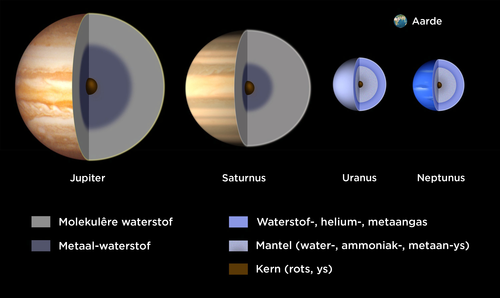 Aarde
Jupiter
Saturnus
Uranus
Neptunus
Molekulêre waterstof
Metaal-waterstof
Waterstof-, helium-, metaangas
Mantel (water-, ammoniak-, metaan-ys)
Kern (rots, ys)